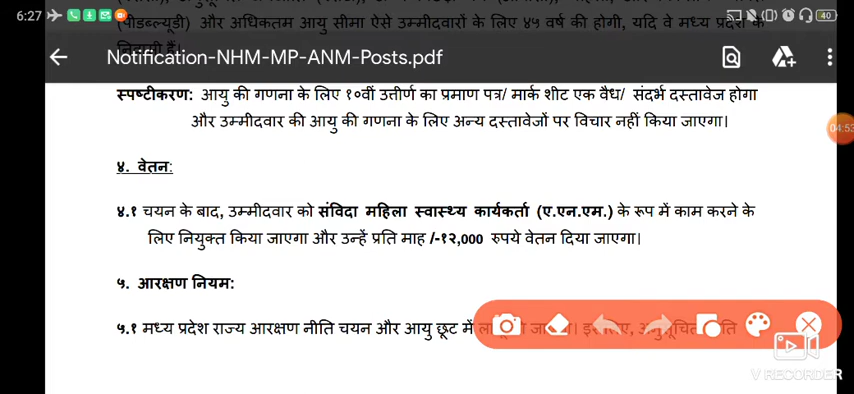 6:27
40
(पीडब्ल्यूडी) और अधिकतम आयु सीमा ऐसे उम्मीदवारों के लिए ४५ वर्ष की होगी, यदि वे मध्य प्रदेश के
Notification-NHM-MP-ANM-Posts.pdf
स्पष्टीकरण: आयु की गणना के लिए १०वीं उत्तीर्ण का प्रमाण पत्र/ मार्क शीट एक वैध/ संदर्भ दस्तावेज होगा
04:53
और उम्मीदवार की आयु की गणना के लिए अन्य दस्तावेजों पर विचार नहीं किया जाएगा।
४. वेतन:
४.१ चयन के बाद, उम्मीदवार को संविदा महिला स्वास्थ्य कार्यकर्ता (ए.एन.एम.) के रूप में काम करने के
लिए नियुक्त किया जाएगा और उन्हें प्रति माह /-१२,000 रुपये वेतन दिया जाएगा।
५. आरक्षण नियम:
५.१ मध्य प्रदेश राज्य आरक्षण नीति चयन और आयु छूट में
V RECORDER